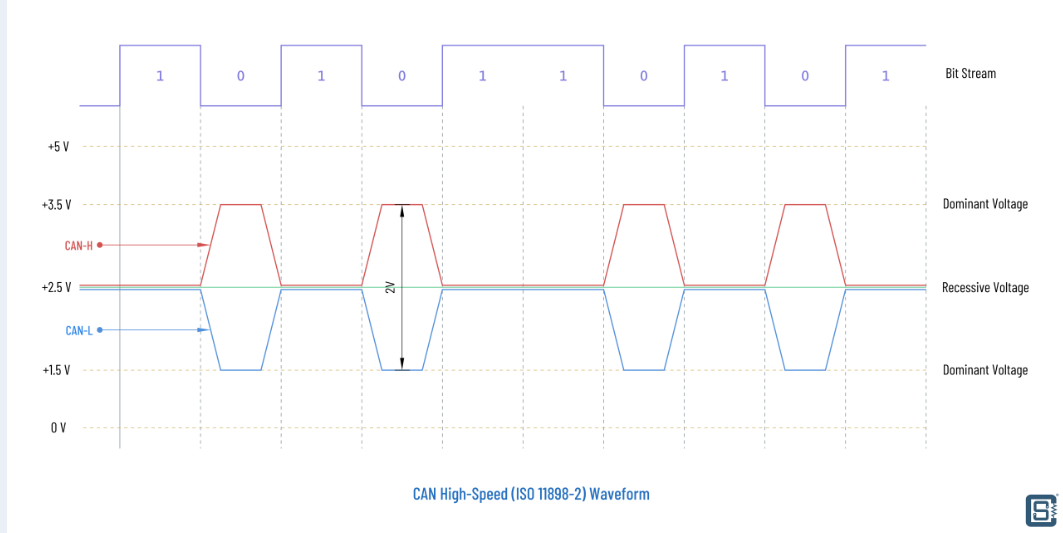 1 0 1 0 1 1 0 1 0 1 Bit Stream
+5 V
+3.5 V Dominant Voltage
CAN-H
+2.5 V 2V Recessive Voltage
CAN-L
+1.5 V Dominant Voltage
0 V
CAN High-Speed (ISO 11898-2) Waveform